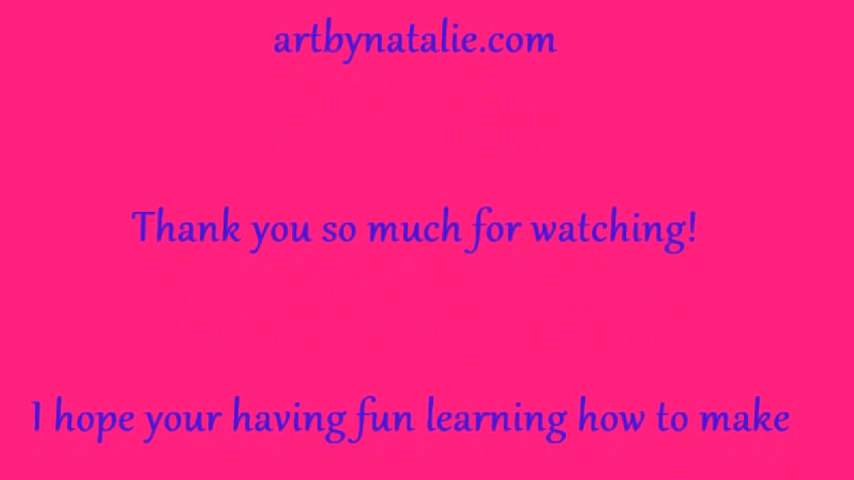 artbynatalie.com
Thank you so much for watching!
I hope your having fun learning how to make